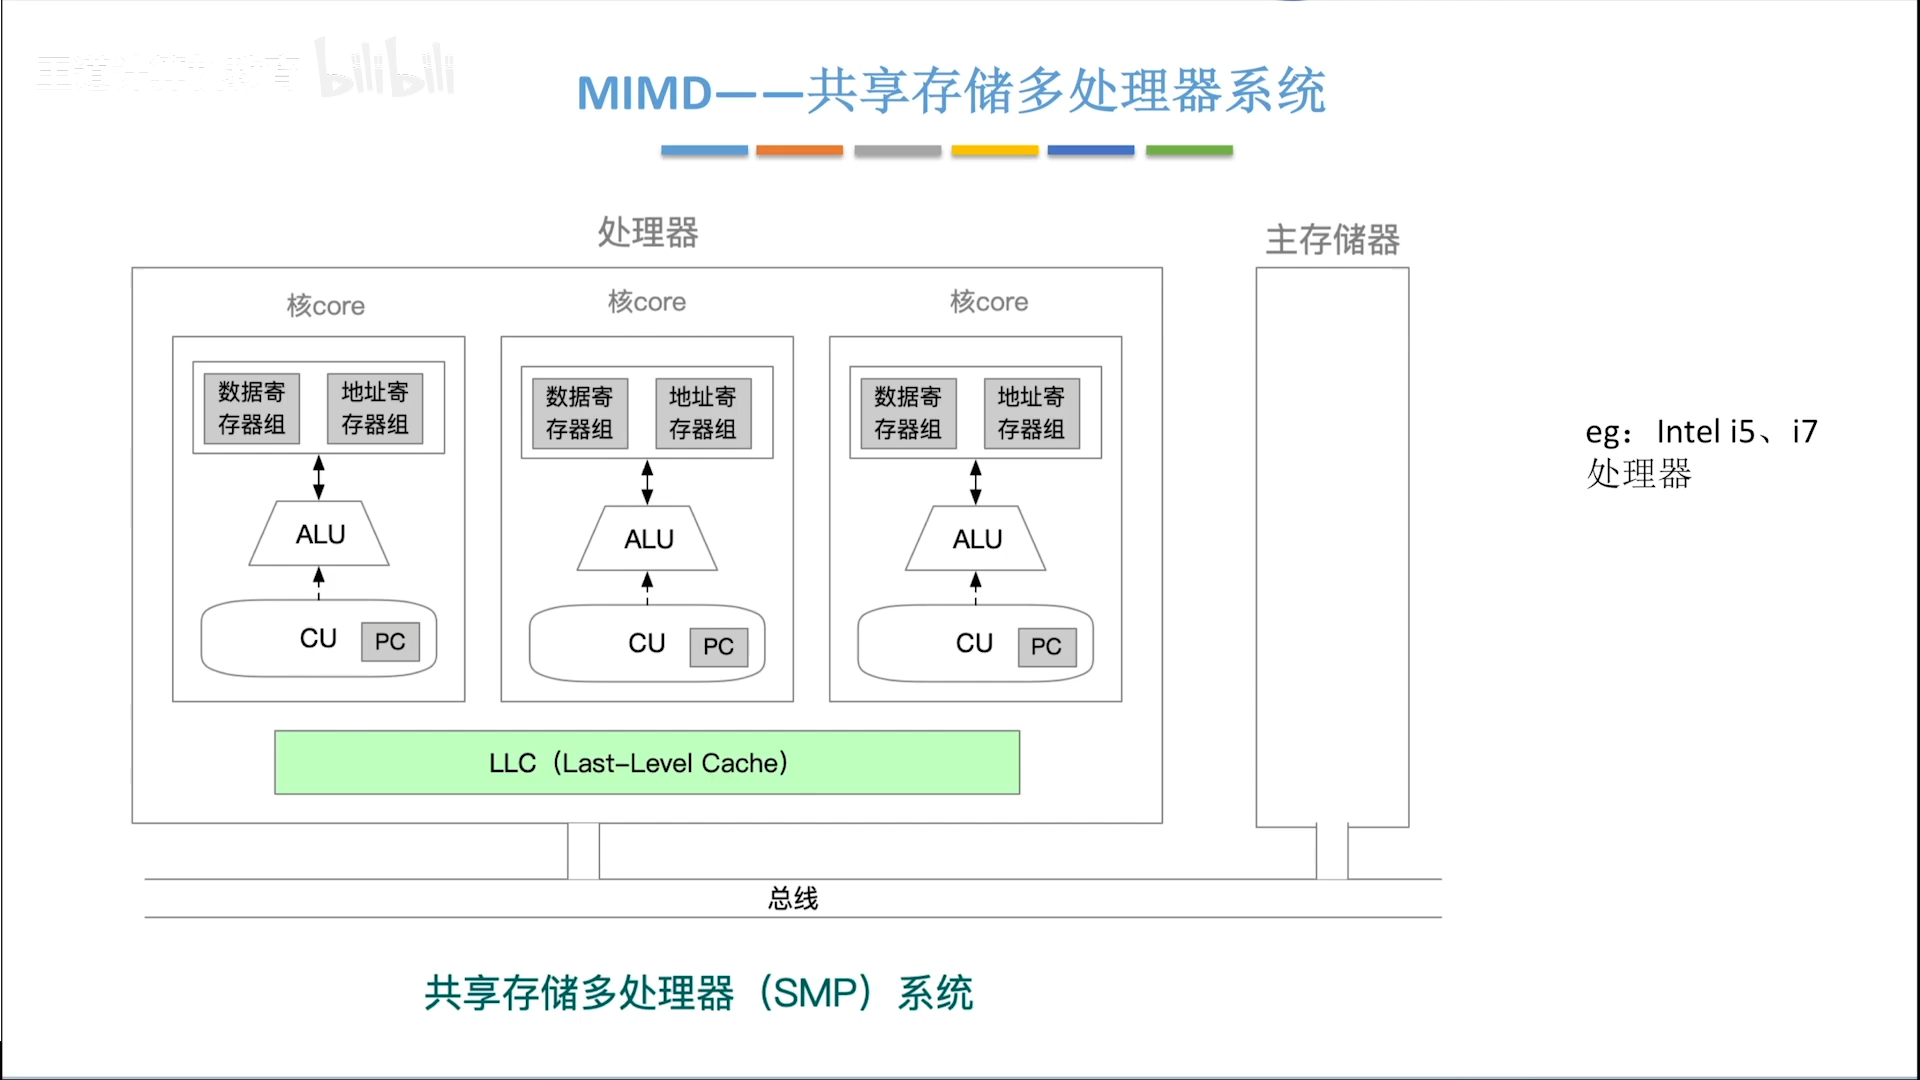 王道计算机教育 bilibili
MIMD——共享存储多处理器系统
处理器
主存储器
核core
核core
核core
数据寄
存器组
地址寄
存器组
数据寄
存器组
地址寄
存器组
数据寄
存器组
地址寄
存器组
ALU
ALU
ALU
CU
PC
CU
PC
CU
PC
LLC（Last-Level Cache）
总线
eg： Intel i5、i7
处理器
共享存储多处理器（SMP）系统